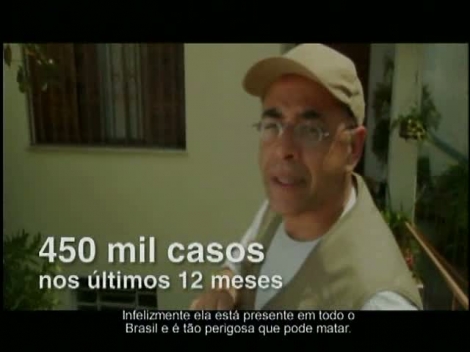 450 mil casos
nos últimos 12 meses
Infelizmente ela está presente em todo o
Brasil e é tão perigosa que pode matar.